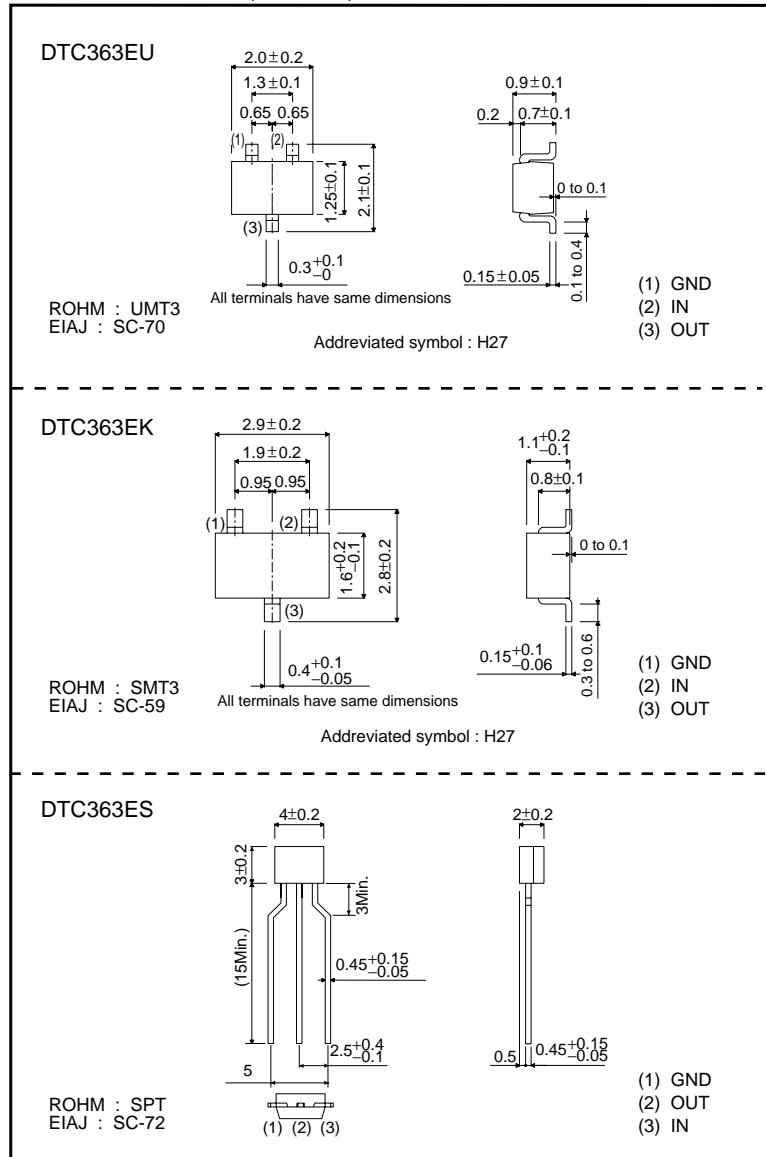 DTC363EU
2.0±0.2
1.3±0.1
0.65 0.65
(1) (2)
1.25±0.1
2.1±0.1
(3)
0.3+0.1 −0
All terminals have same dimensions
0.9±0.1
0.2 0.7±0.1
0 to 0.1
0.15±0.05
0.1 to 0.4
ROHM : UMT3
EIAJ : SC-70
Addreviated symbol : H27
(1) GND
(2) IN
(3) OUT
DTC363EK
2.9±0.2
1.9±0.2
0.95 0.95
(1) (2)
1.6+0.2 −0.1
2.8±0.2
(3)
0.4+0.1 −0.05
All terminals have same dimensions
1.1+0.2 −0.1
0.8±0.1
0 to 0.1
0.15+0.1 −0.06
0.3 to 0.6
ROHM : SMT3
EIAJ : SC-59
Addreviated symbol : H27
(1) GND
(2) IN
(3) OUT
DTC363ES
4±0.2
3±0.2
(15Min.)
3Min.
0.45+0.15 −0.05
2.5+0.4 −0.1
5
(1) (2) (3)
2±0.2
0.5 0.45+0.15 −0.05
ROHM : SPT
EIAJ : SC-72
(1) GND
(2) OUT
(3) IN